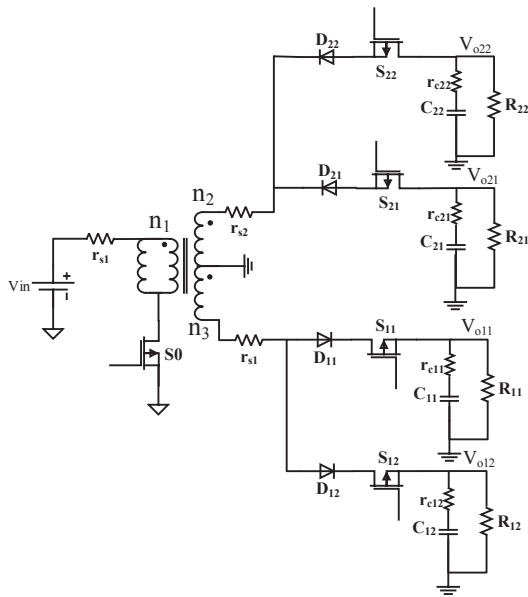 D22
S22
Vo22
rc22
C22
R22
D21
S21
Vo21
rc21
C21
R21
n1
n2
rs2
rs1
Vin
+
S0
n3
rs1
D11
S11
Vo11
rc11
C11
R11
D12
S12
Vo12
rc12
C12
R12